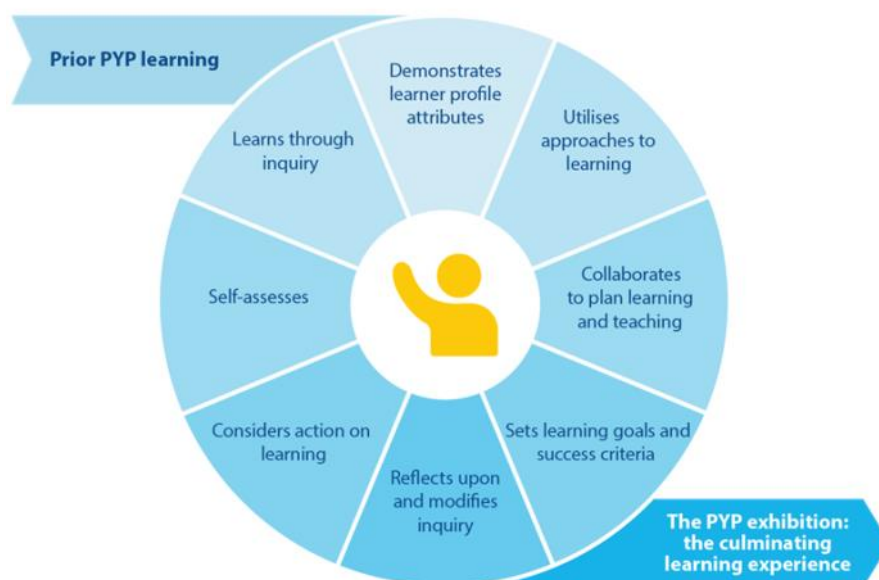 Prior PYP learning
Demonstrates
learner profile
attributes
Utilises
approaches to
learning
Collaborates
to plan learning
and teaching
Sets learning goals and
success criteria
Reflects upon
and modifies
inquiry
Considers action on
learning
Self-assesses
Learns through
inquiry
The PYP exhibition:
the culminating
learning experience